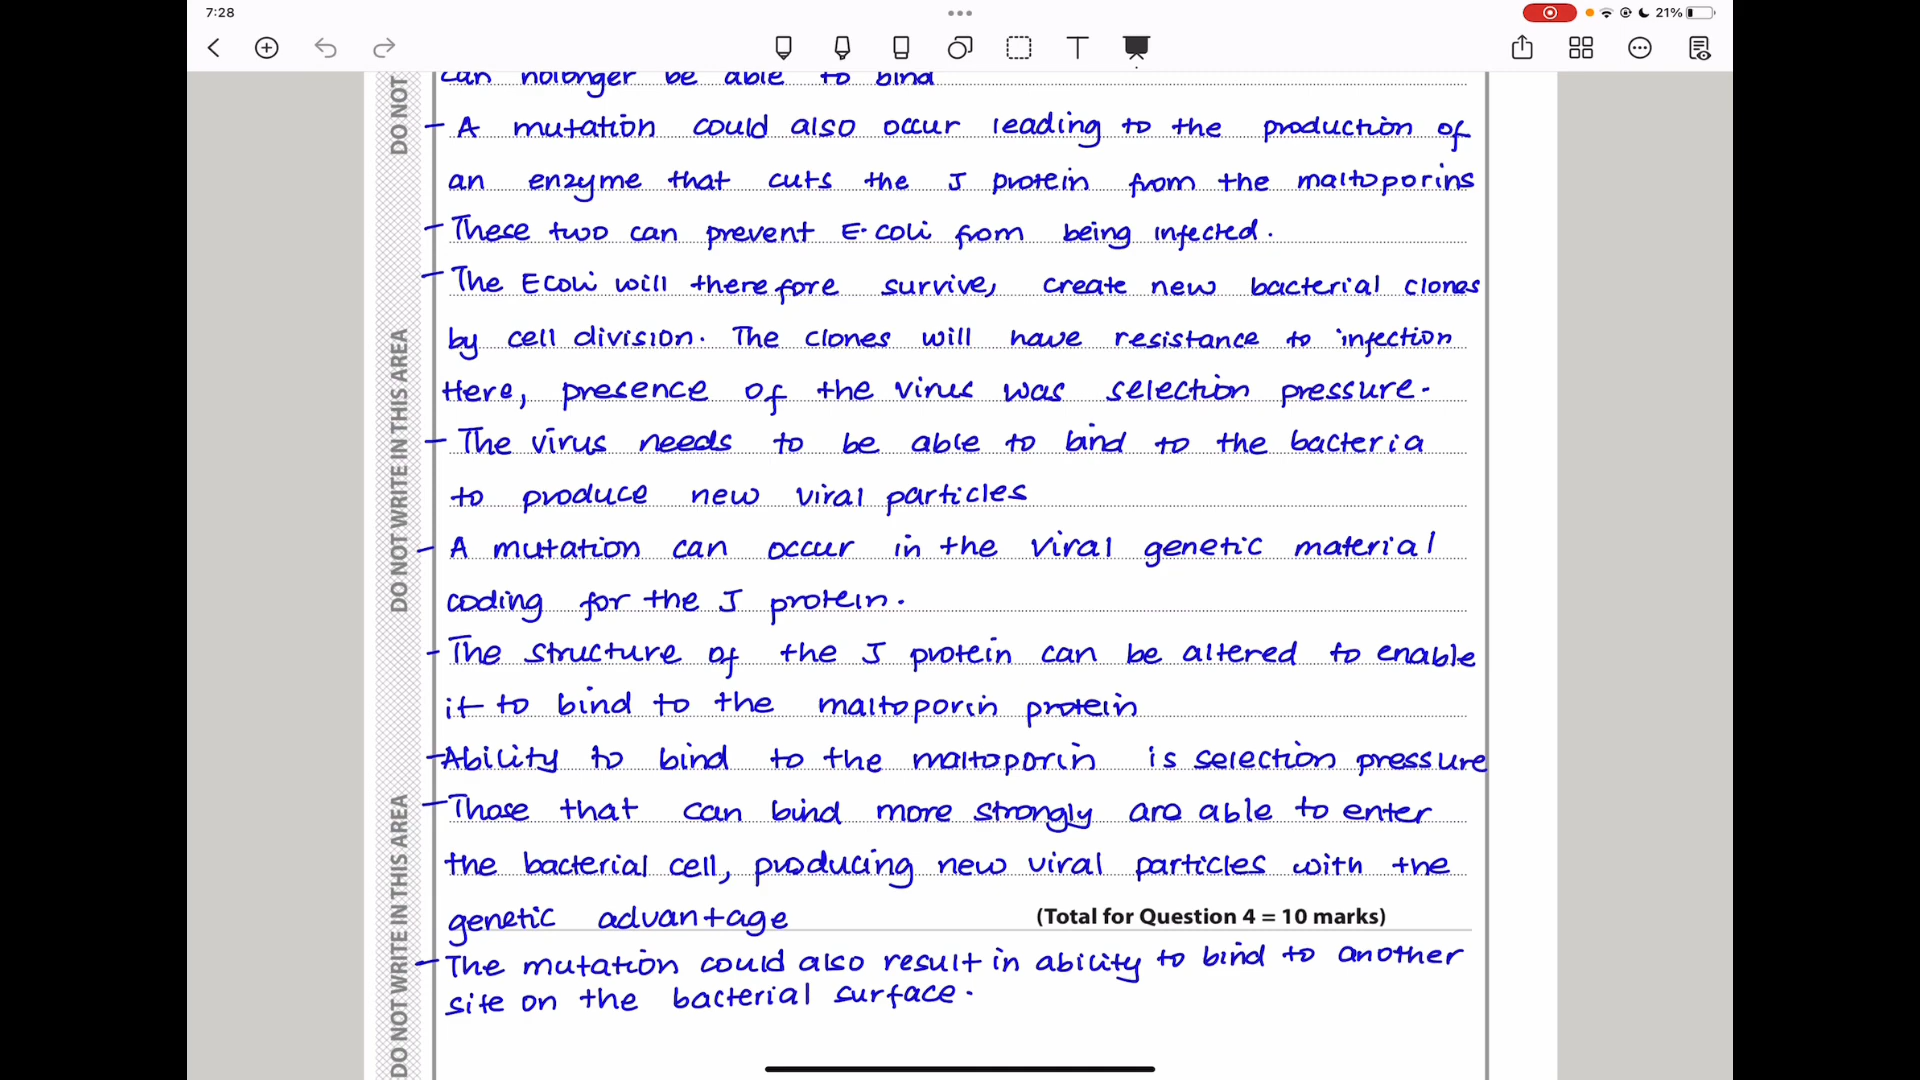 7:28
21%
can nolonger be able to bind
DO NOT
- A mutation could also occur leading to the production of
an enzyme that cuts the J protein from the maltoporins
- These two can prevent E.coli from being infected.
- The Ecoli will therefore survive, create new bacterial clones
by cell division. The clones will have resistance to infection
Here, presence of the virus was selection pressure.
DO NOT WRITE IN THIS AREA
- The virus needs to be able to bind to the bacteria
to produce new viral particles
- A mutation can occur in the viral genetic material
coding for the J protein.
- The structure of the J protein can be altered to enable
it to bind to the maltoporin protein
- Ability to bind to the maltoporin is selection pressure
- Those that can bind more strongly are able to enter
the bacterial cell, producing new viral particles with the
genetic advantage
(Total for Question 4 = 10 marks)
DO NOT WRITE IN THIS AREA
- The mutation could also result in ability to bind to another
site on the bacterial surface.